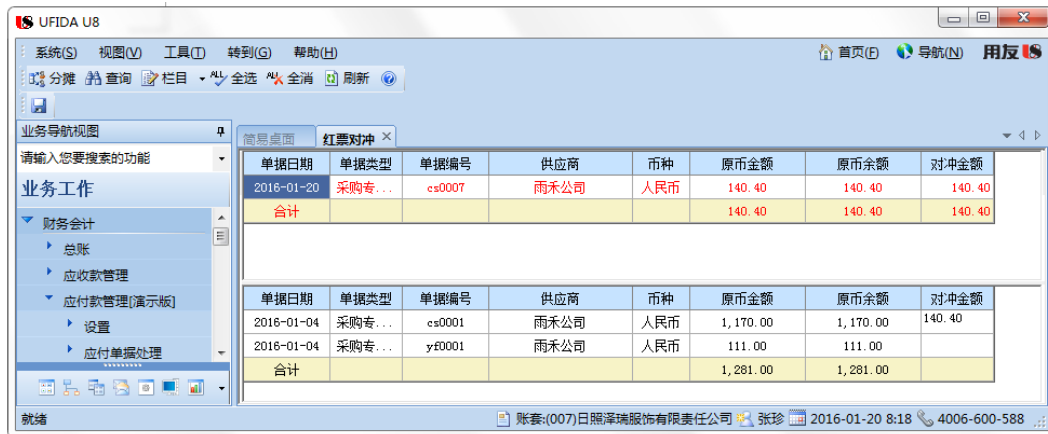 UFIDA U8
系统(S) 视图(V) 工具(T) 转到(G) 帮助(H) 首页(F) 导航(N) 用友U8
分摊 查询 栏目 ALL 全选 ALL 全消 刷新
业务导航视图
简易桌面 红票对冲
请输入您要搜索的功能
业务工作
财务会计
总账
应收款管理
应付款管理[演示版]
设置
应付单据处理
单据日期 单据类型 单据编号 供应商 币种 原币金额 原币余额 对冲金额
2016-01-20 采购专... cs0007 雨禾公司 人民币 140.40 140.40 140.40
合计 140.40 140.40 140.40
单据日期 单据类型 单据编号 供应商 币种 原币金额 原币余额 对冲金额
2016-01-04 采购专... cs0001 雨禾公司 人民币 1,170.00 1,170.00 140.40
2016-01-04 采购专... yf0001 雨禾公司 人民币 111.00 111.00
合计 1,281.00 1,281.00
就绪 账套:(007)日照泽瑞服饰有限责任公司 张珍 2016-01-20 8:18 4006-600-588